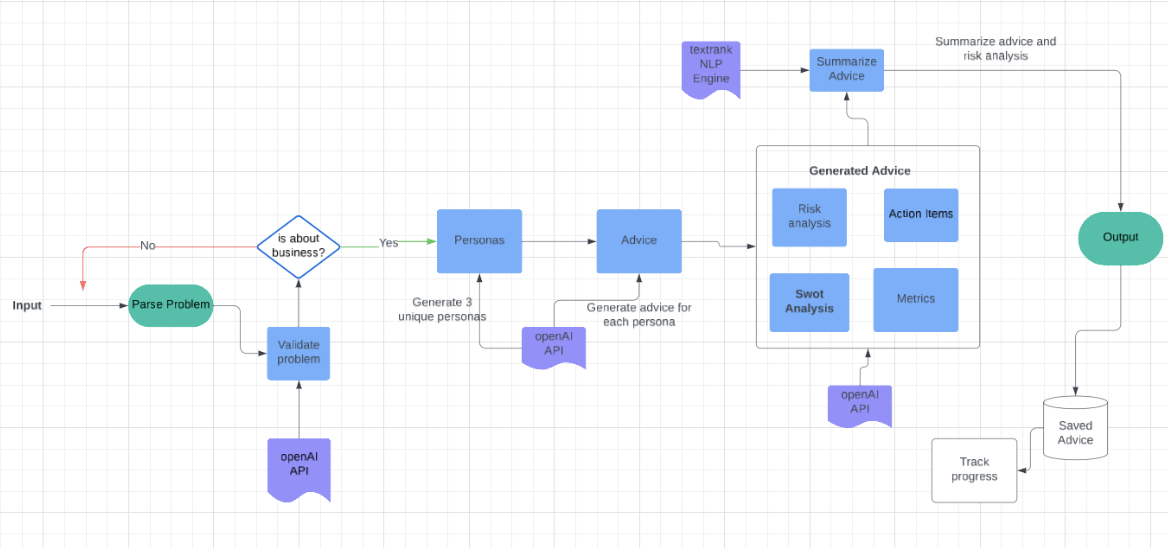 Input
Parse Problem
No
is about
business?
Yes
Validate
problem
openAI
API
Personas
Generate 3
unique personas
Advice
Generate advice for
each persona
openAI
API
textrank
NLP
Engine
Summarize
Advice
Summarize advice and
risk analysis
Generated Advice
Risk
analysis
Action Items
Swot
Analysis
Metrics
openAI
API
Output
Saved
Advice
Track
progress